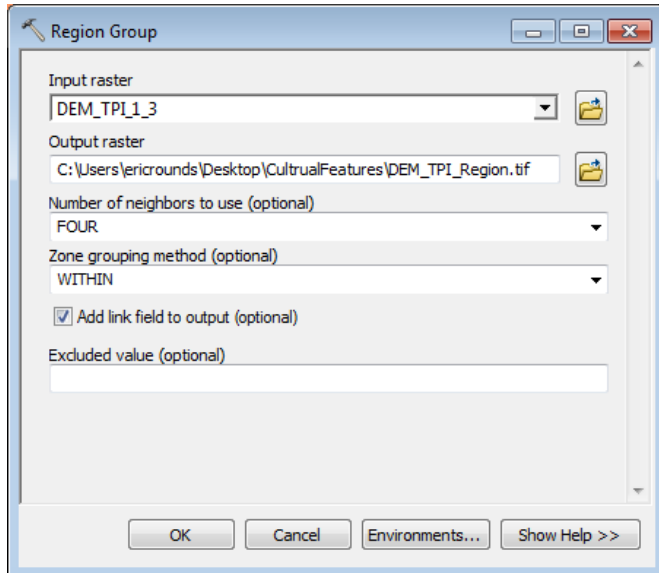 Region Group
Input raster
DEM_TPI_1_3
Output raster
C:\Users\ericrounds\Desktop\CultrualFeatures\DEM_TPI_Region.tif
Number of neighbors to use (optional)
FOUR
Zone grouping method (optional)
WITHIN
Add link field to output (optional)
Excluded value (optional)
OK Cancel Environments... Show Help >>